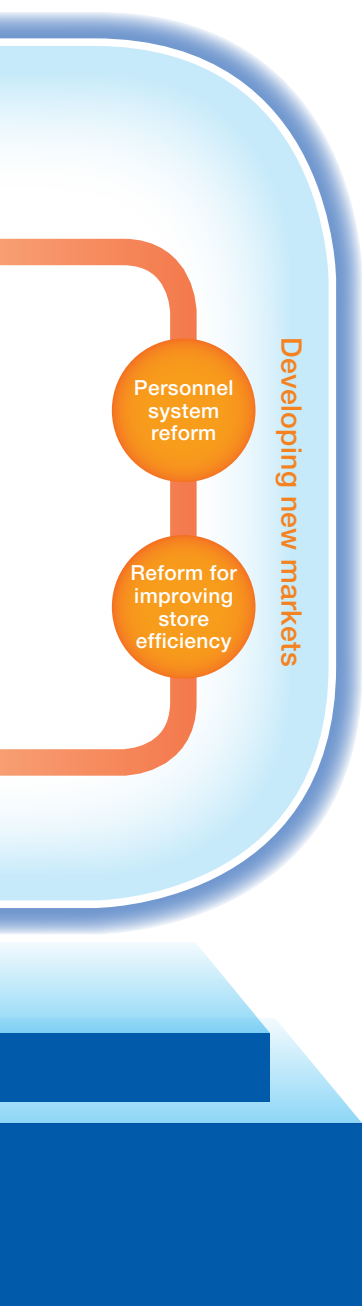 Personnel
system
reform
Reform for
improving
store
efficiency
Developing new markets